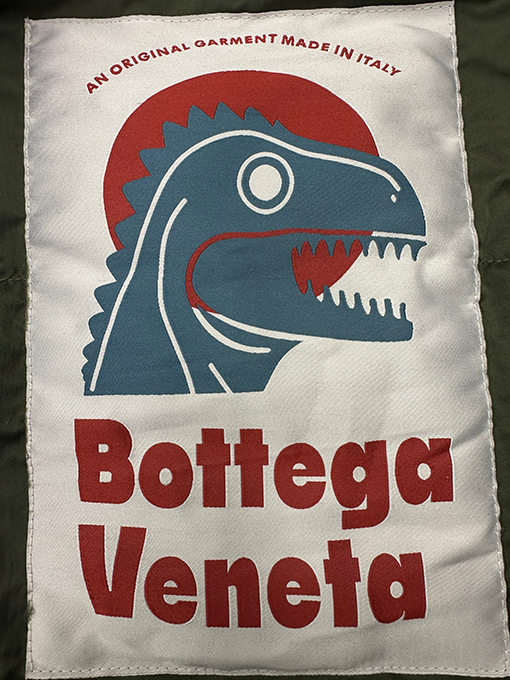 AN ORIGINAL GARMENT MADE IN ITALY
Bottega
Veneta